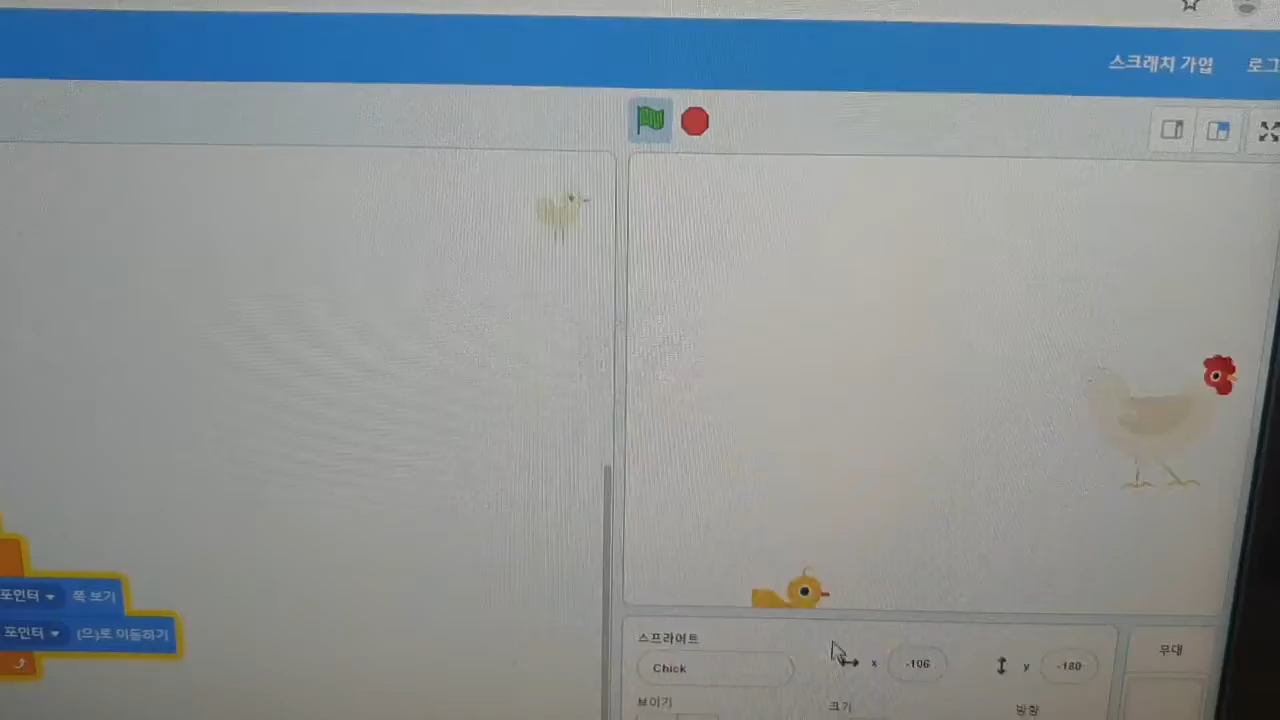 스크래치 가입 로그
포인터 쪽 보기
포인터 (으)로 이동하기
스프라이트
Chick
x -106
y -180
무대
보이기
크기
방향